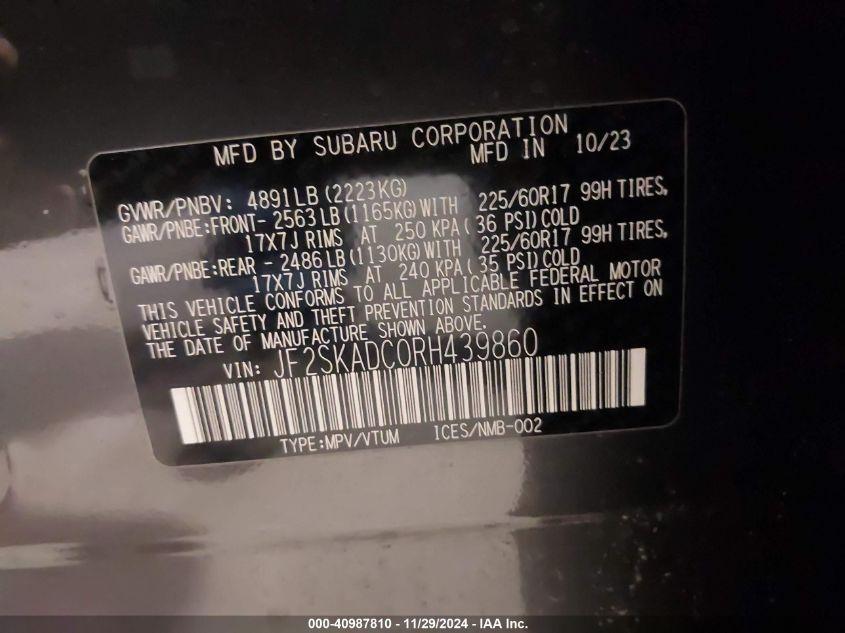 MFD BY SUBARU CORPORATION
MFD IN 10/23
GVWR/PNBV: 4891LB(2223KG)
GAWR/PNBE:FRONT- 2563LB(1165KG)WITH 225/60R17 99H TIRES,
17X7J RIMS AT 250 KPA(36 PSI)COLD
GAWR/PNBE:REAR - 2486LB(1130KG)WITH 225/60R17 99H TIRES,
17X7J RIMS AT 240 KPA(35 PSI)COLD
THIS VEHICLE CONFORMS TO ALL APPLICABLE FEDERAL MOTOR
VEHICLE SAFETY AND THEFT PREVENTION STANDARDS IN EFFECT ON
THE DATE OF MANUFACTURE SHOWN ABOVE.
VIN: JF2SKADC0RH439860
TYPE:MPV/VTUM ICES/NMB-002
000-40987810 - 11/29/2024 - IAA Inc.